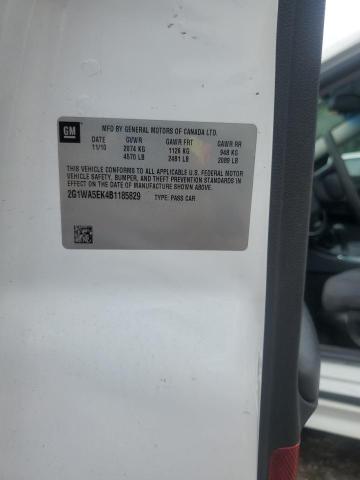 GM
MFD BY GENERAL MOTORS OF CANADA LTD.
DATE GVWR GAWR FRT GAWR RR
11/10 2074 KG 1126 KG 948 KG
4570 LB 2481 LB 2089 LB
THIS VEHICLE CONFORMS TO ALL APPLICABLE U.S. FEDERAL MOTOR
VEHICLE SAFETY, BUMPER, AND THEFT PREVENTION STANDARDS IN EFFECT ON THE
DATE OF MANUFACTURE SHOWN ABOVE.
2G1WA5EK4B1185829 TYPE: PASS CAR